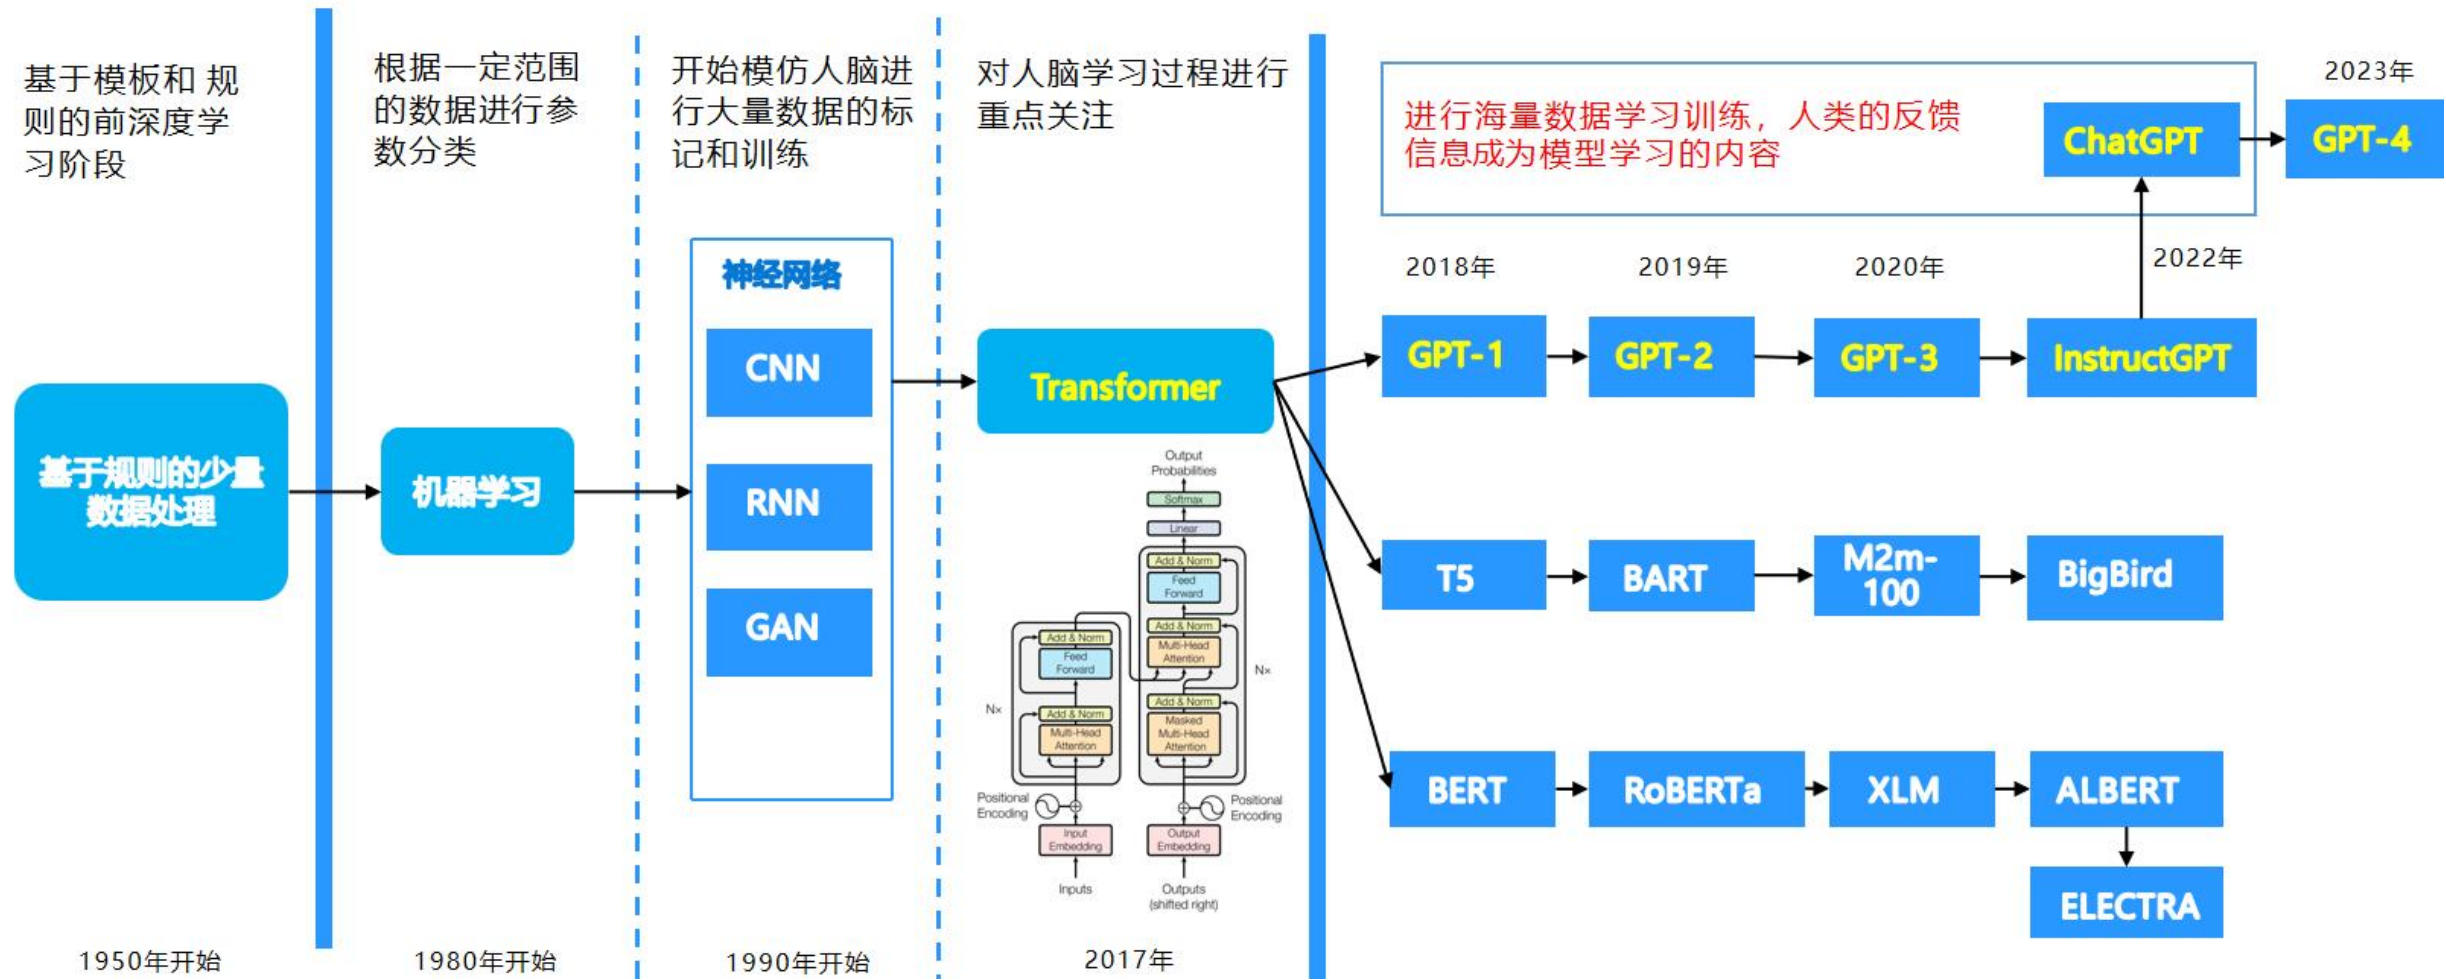 基于模板和 规
则的前深度学
习阶段
基于规则的少量
数据处理
1950年开始
根据一定范围
的数据进行参
数分类
机器学习
1980年开始
开始模仿人脑进
行大量数据的标
记和训练
神经网络
CNN
RNN
GAN
1990年开始
对人脑学习过程进行
重点关注
Transformer
Output
Probabilities
Softmax
Linear
Add & Norm
Feed
Forward
Add & Norm
Multi-Head
Attention
Add & Norm
Masked
Multi-Head
Attention
Nx
Add & Norm
Feed
Forward
Add & Norm
Multi-Head
Attention
Nx
Positional
Encoding
Positional
Encoding
Input
Embedding
Output
Embedding
Inputs
Outputs
(shifted right)
2017年
进行海量数据学习训练，人类的反馈
信息成为模型学习的内容
ChatGPT
2023年
GPT-4
2018年
2019年
2020年
2022年
GPT-1
GPT-2
GPT-3
InstructGPT
T5
BART
M2m-
100
BigBird
BERT
RoBERTa
XLM
ALBERT
ELECTRA